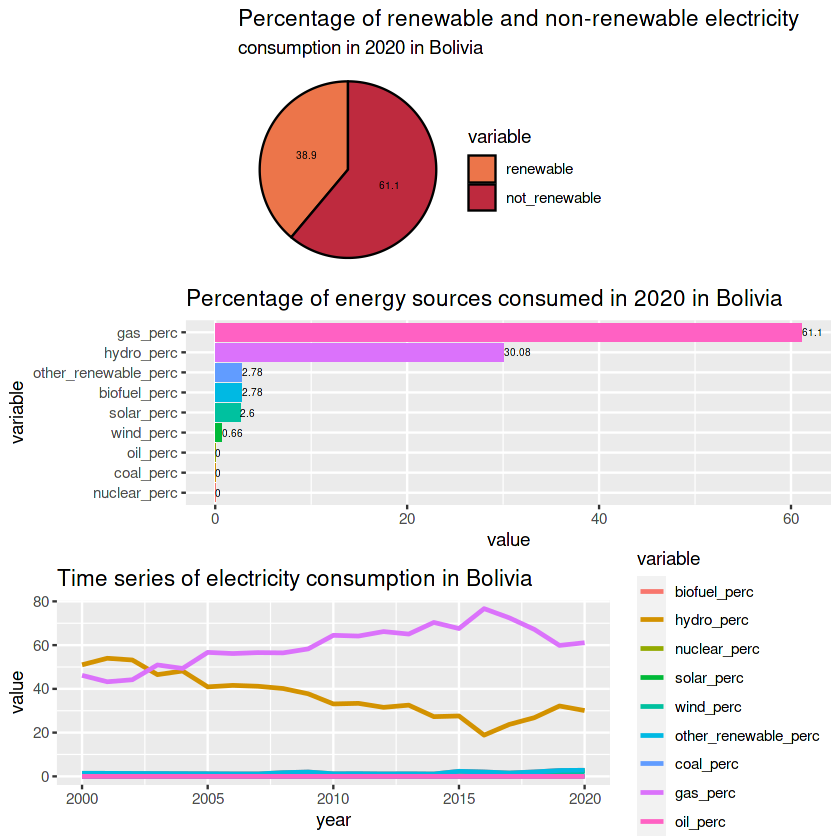 Percentage of renewable and non-renewable electricity
consumption in 2020 in Bolivia
38.9
61.1
variable
renewable
not_renewable
Percentage of energy sources consumed in 2020 in Bolivia
variable
gas_perc 61.1
hydro_perc 30.08
other_renewable_perc 2.78
biofuel_perc 2.78
solar_perc 2.6
wind_perc 0.66
oil_perc 0
coal_perc 0
nuclear_perc 0
0 20 40 60
value
Time series of electricity consumption in Bolivia
value
80
60
40
20
0
2000 2005 2010 2015 2020
year
variable
biofuel_perc
hydro_perc
nuclear_perc
solar_perc
wind_perc
other_renewable_perc
coal_perc
gas_perc
oil_perc